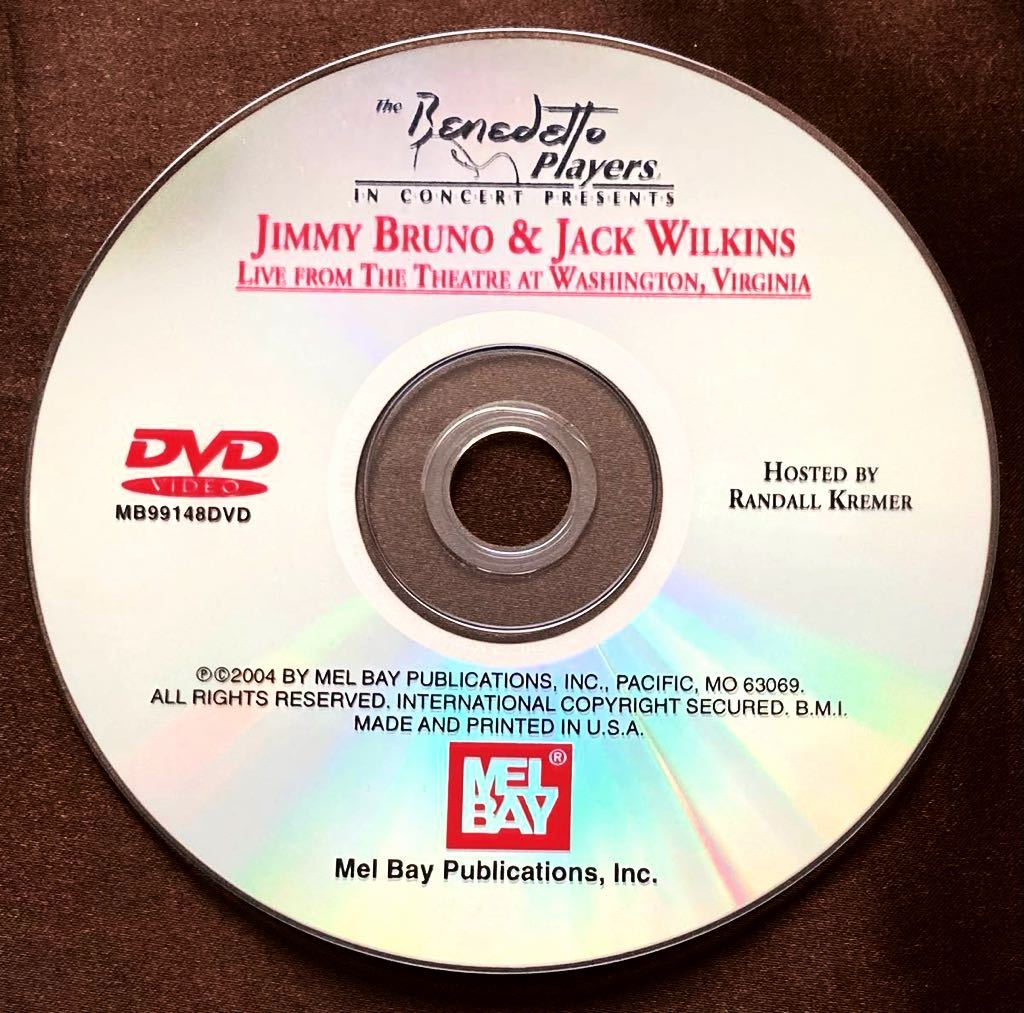 The Benedetto
Players
IN CONCERT PRESENTS
JIMMY BRUNO & JACK WILKINS
LIVE FROM THE THEATRE AT WASHINGTON, VIRGINIA
DVD
VIDEO
MB99148DVD
HOSTED BY
RANDALL KREMER
℗©2004 BY MEL BAY PUBLICATIONS, INC., PACIFIC, MO 63069.
ALL RIGHTS RESERVED. INTERNATIONAL COPYRIGHT SECURED. B.M.I.
MADE AND PRINTED IN U.S.A.
MEL ®
BAY
Mel Bay Publications, Inc.